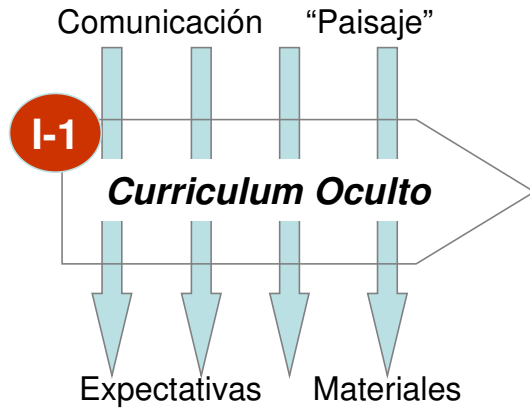 Comunicación “Paisaje”
I-1
Curriculum Oculto
Expectativas Materiales